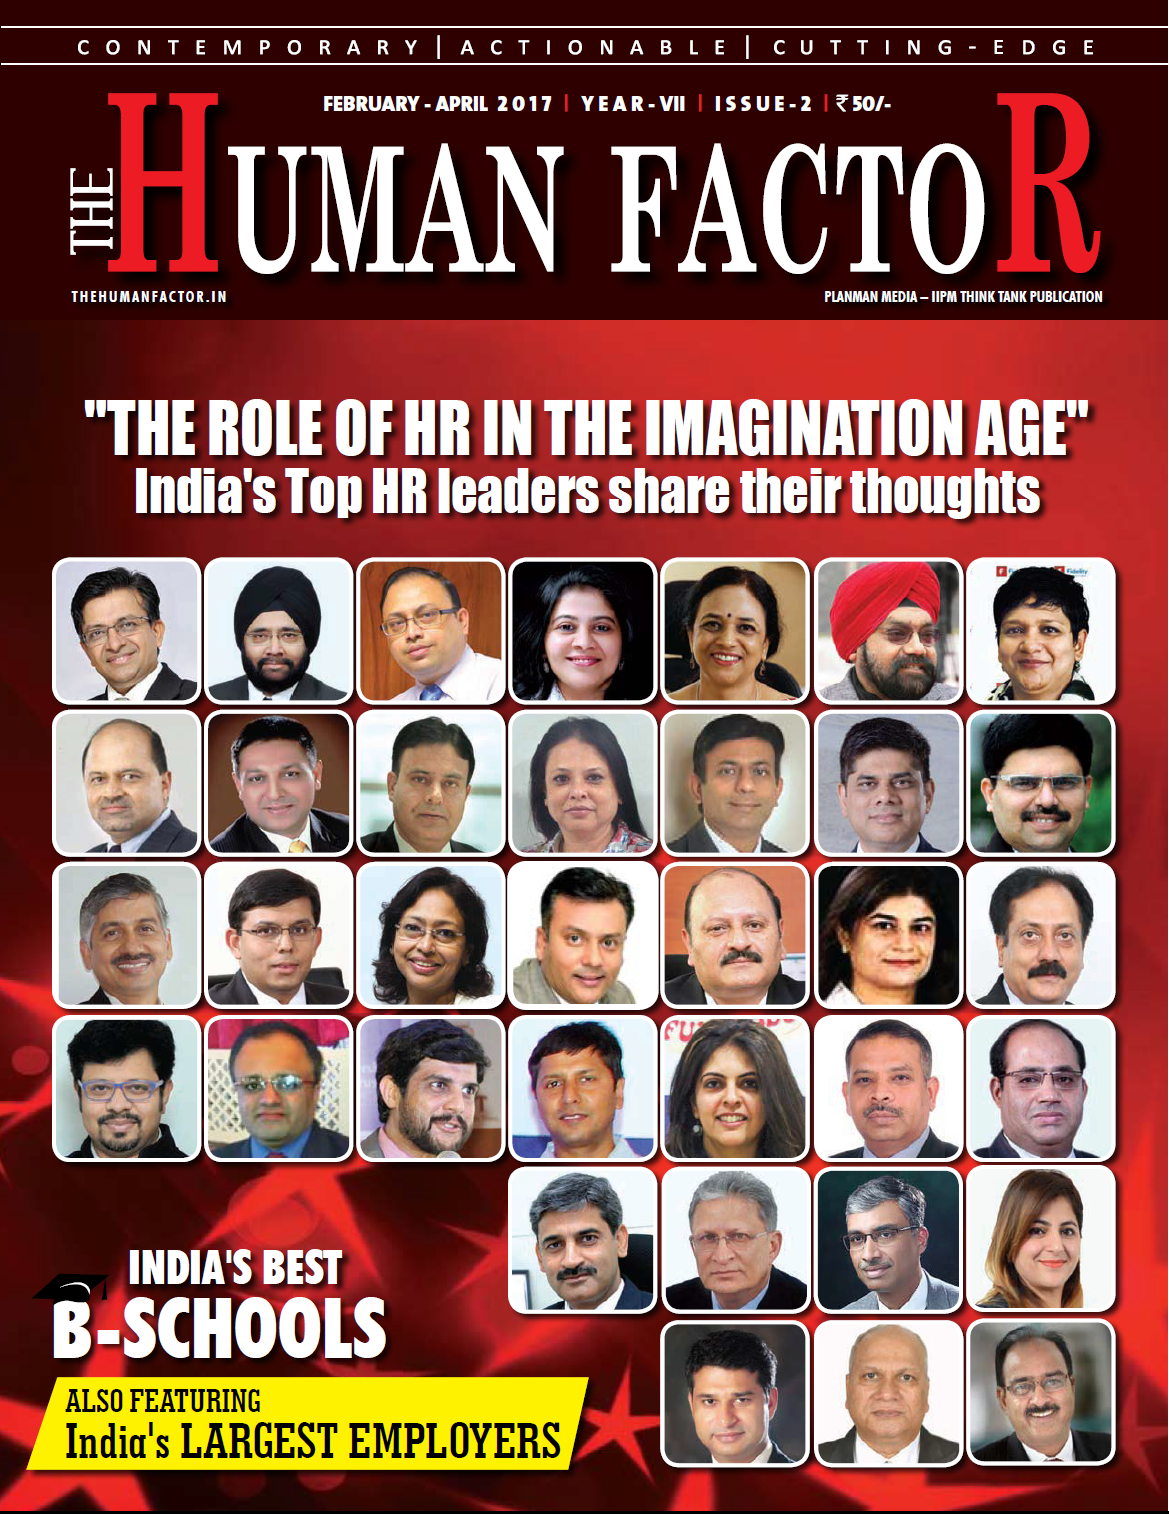 CONTEMPORARY | ACTIONABLE | CUTTING-EDGE
FEBRUARY - APRIL 2017 | YEAR-VII | ISSUE-2 | ₹ 50/-
THE HUMAN FACTOR
THEHUMANFACTOR.IN
PLANMAN MEDIA – IIPM THINK TANK PUBLICATION
"THE ROLE OF HR IN THE IMAGINATION AGE"
India's Top HR leaders share their thoughts
Fidelity
INDIA'S BEST
B-SCHOOLS
ALSO FEATURING
India's LARGEST EMPLOYERS